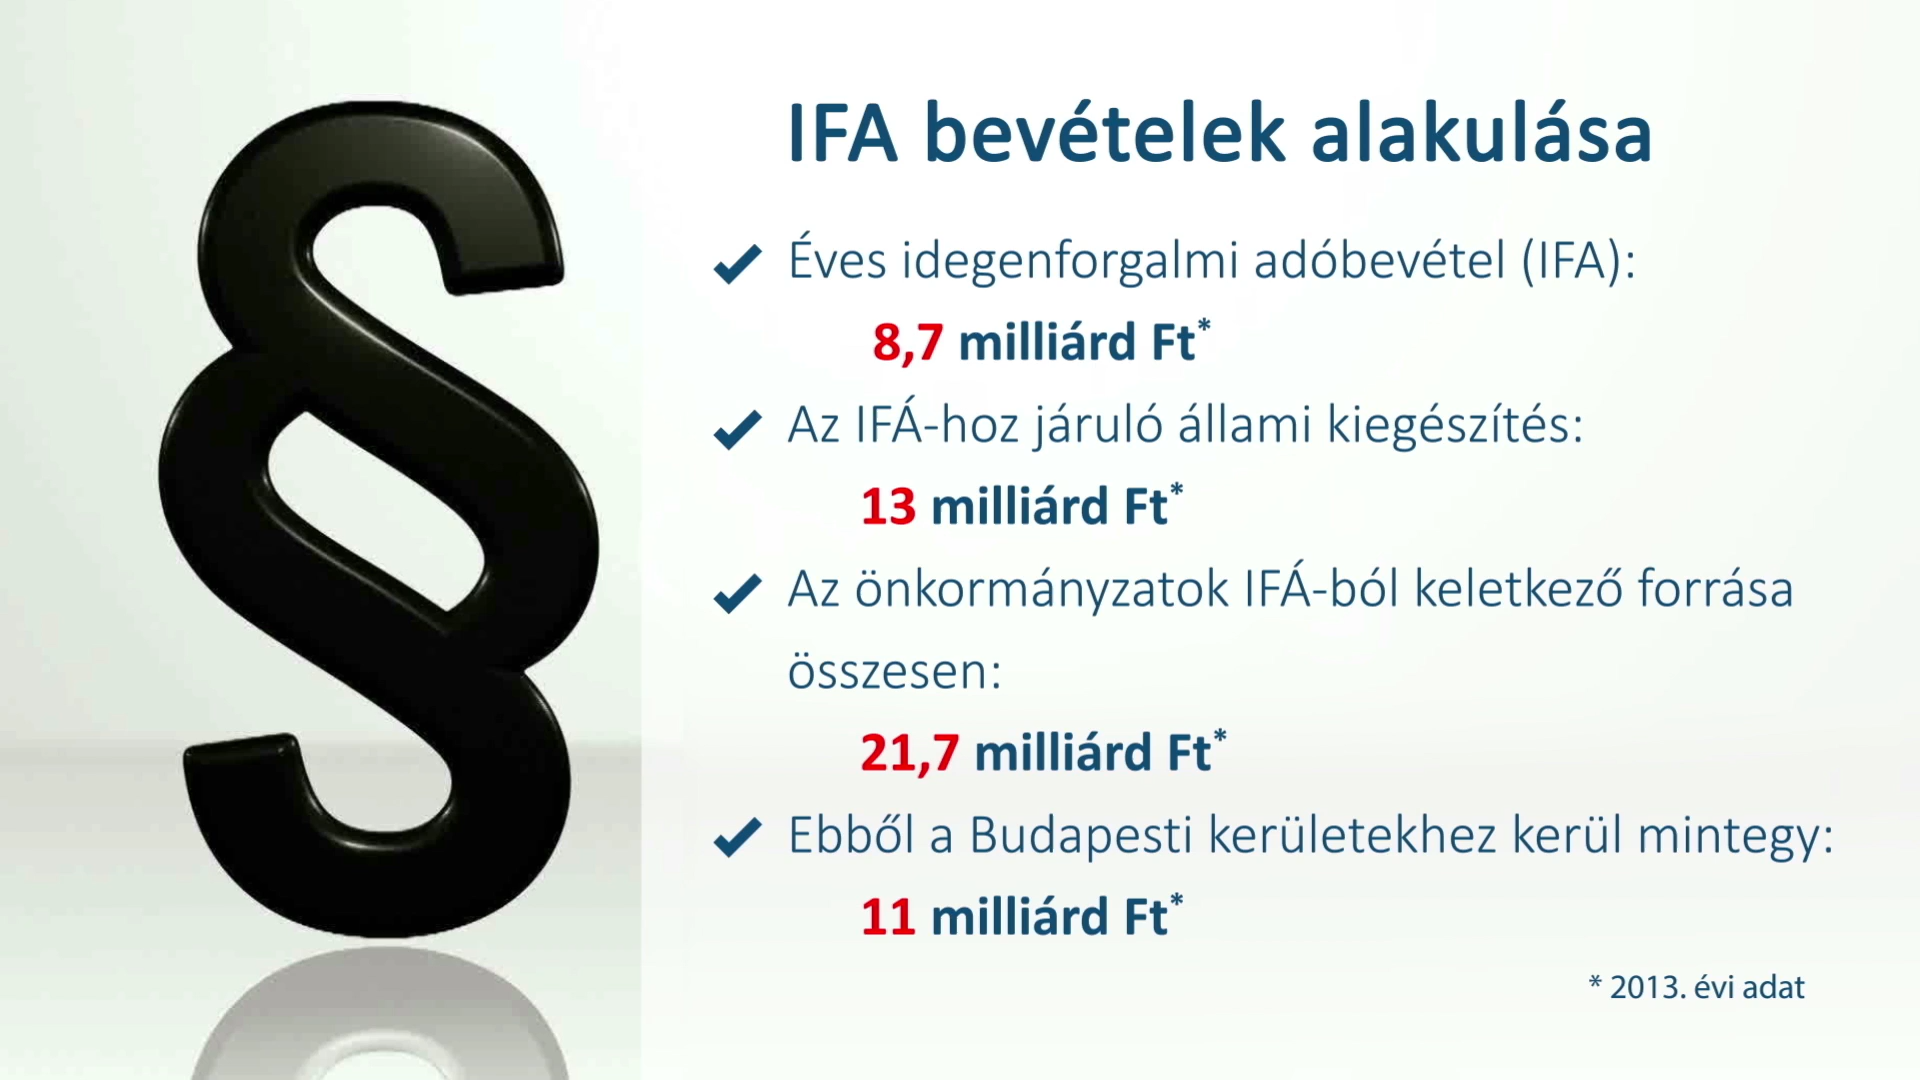 IFA bevételek alakulása
✔ Éves idegenforgalmi adóbevétel (IFA):
8,7 milliárd Ft*
✔ Az IFÁ-hoz járuló állami kiegészítés:
13 milliárd Ft*
✔ Az önkormányzatok IFÁ-ból keletkező forrása
összesen:
21,7 milliárd Ft*
✔ Ebből a Budapesti kerületekhez kerül mintegy:
11 milliárd Ft*
* 2013. évi adat
§